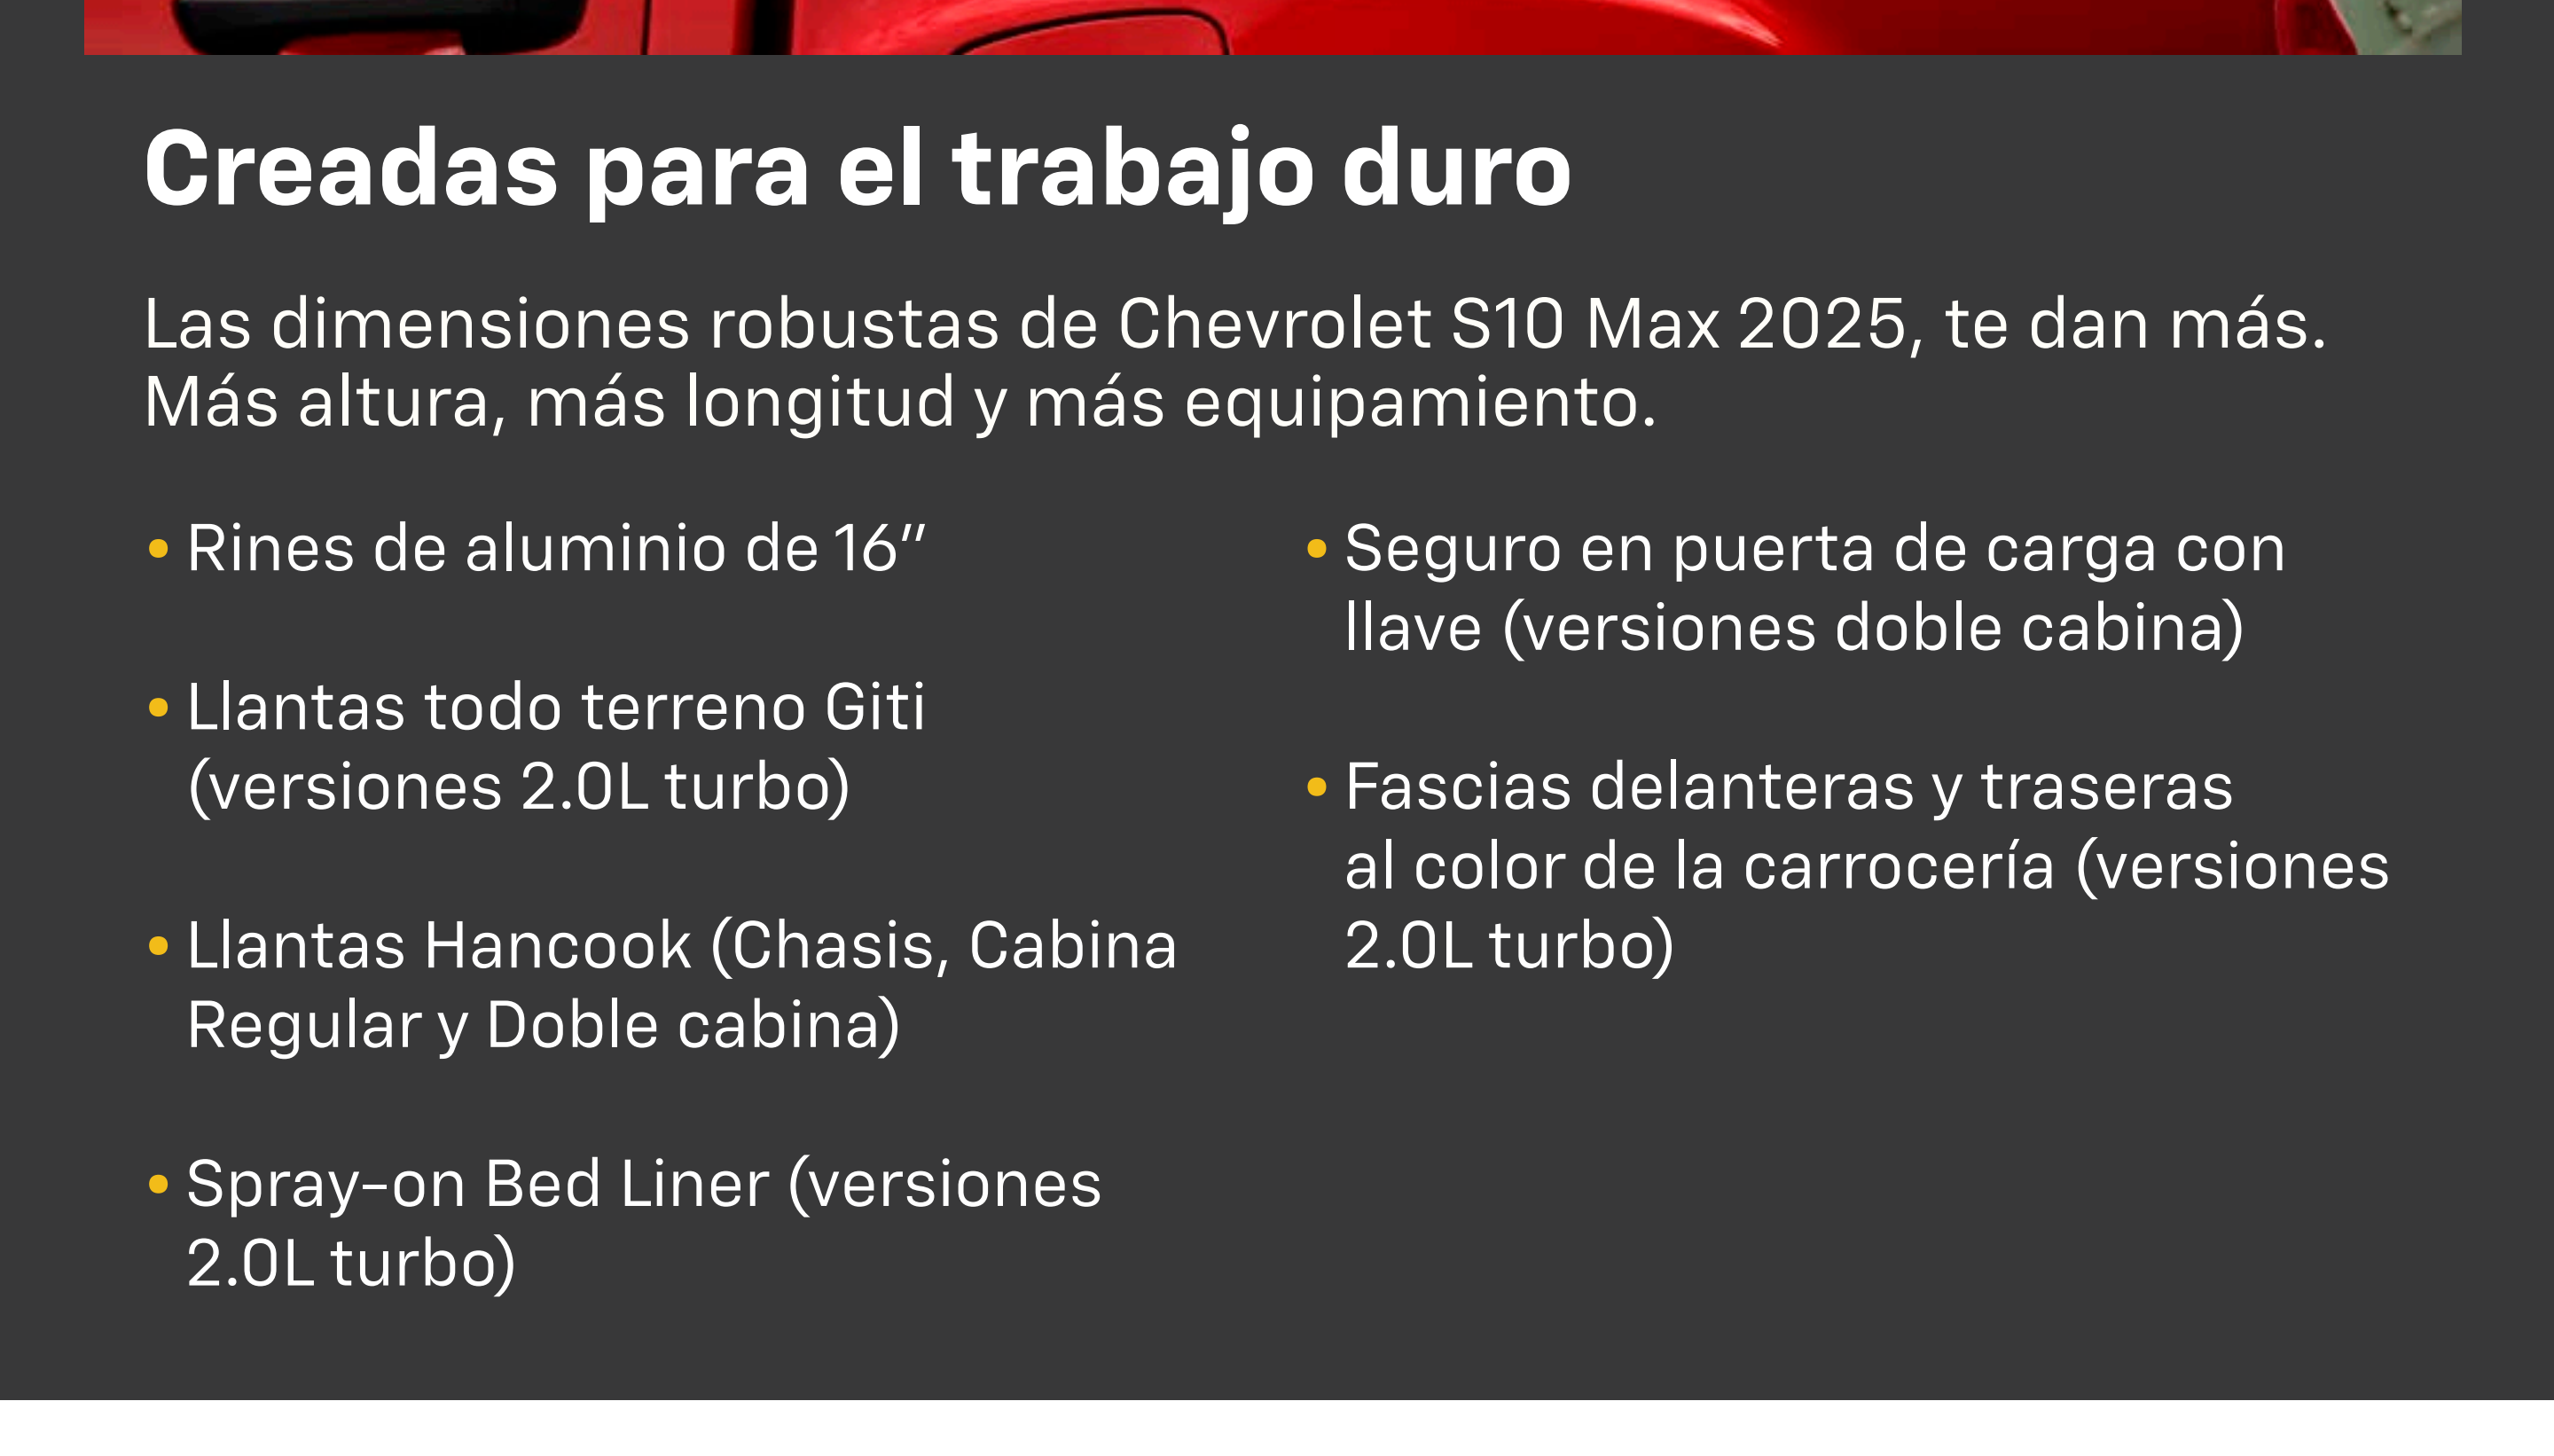 Creadas para el trabajo duro
Las dimensiones robustas de Chevrolet S10 Max 2025, te dan más.
Más altura, más longitud y más equipamiento.
• Rines de aluminio de 16”
• Llantas todo terreno Giti
(versiones 2.0L turbo)
• Llantas Hancook (Chasis, Cabina
Regular y Doble cabina)
• Spray-on Bed Liner (versiones
2.0L turbo)
• Seguro en puerta de carga con
llave (versiones doble cabina)
• Fascias delanteras y traseras
al color de la carrocería (versiones
2.0L turbo)